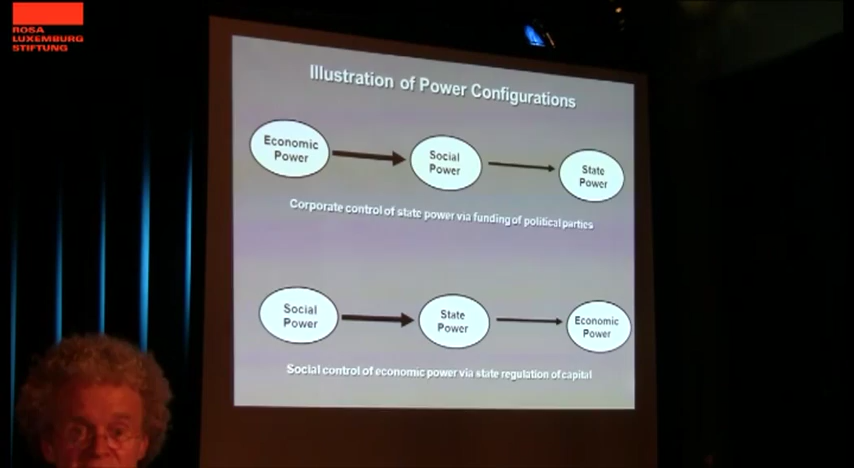 ROSA
LUXEMBURG
STIFTUNG
Illustration of Power Configurations
Economic
Power
Social
Power
State
Power
Corporate control of state power via funding of political parties
Social
Power
State
Power
Economic
Power
Social control of economic power via state regulation of capital